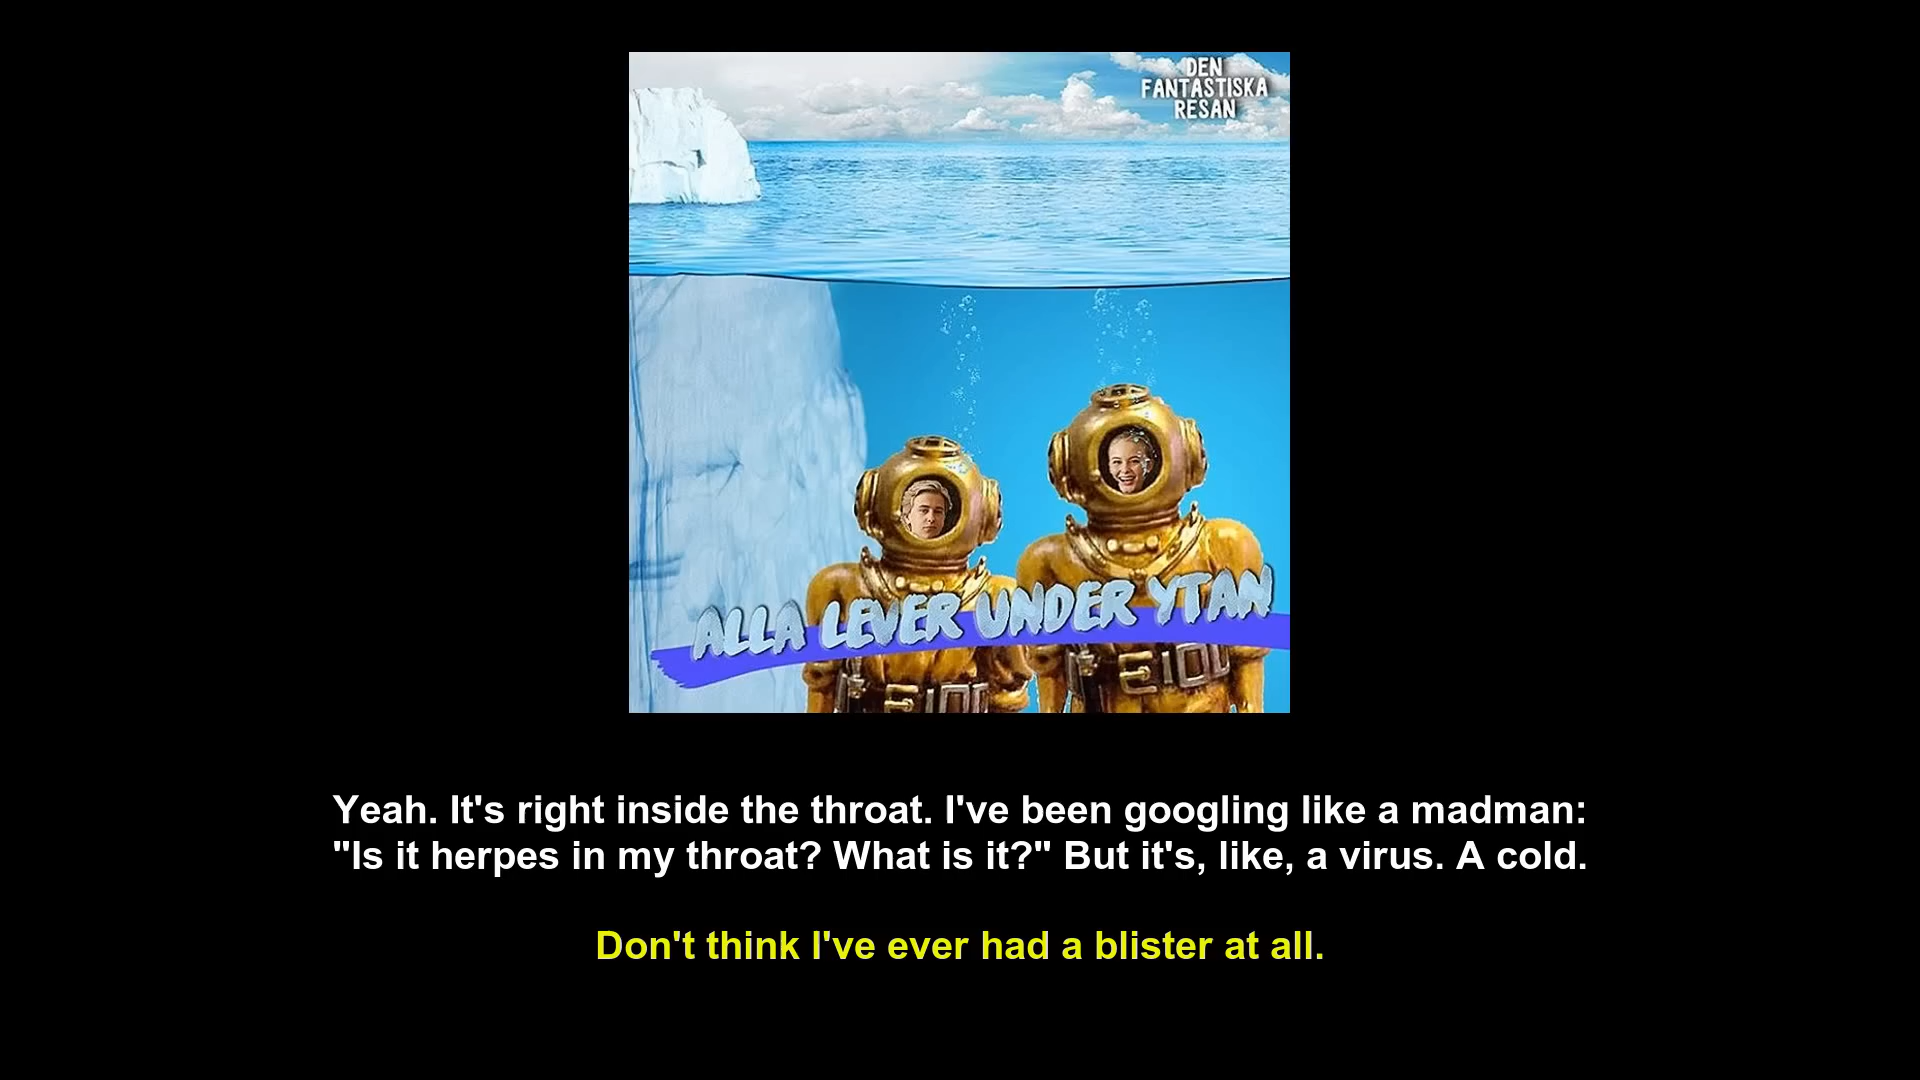 DEN
FANTASTISKA
RESAN
ALLA LEVER UNDER YTAN
Yeah. It's right inside the throat. I've been googling like a madman:
"Is it herpes in my throat? What is it?" But it's, like, a virus. A cold.
Don't think I've ever had a blister at all.